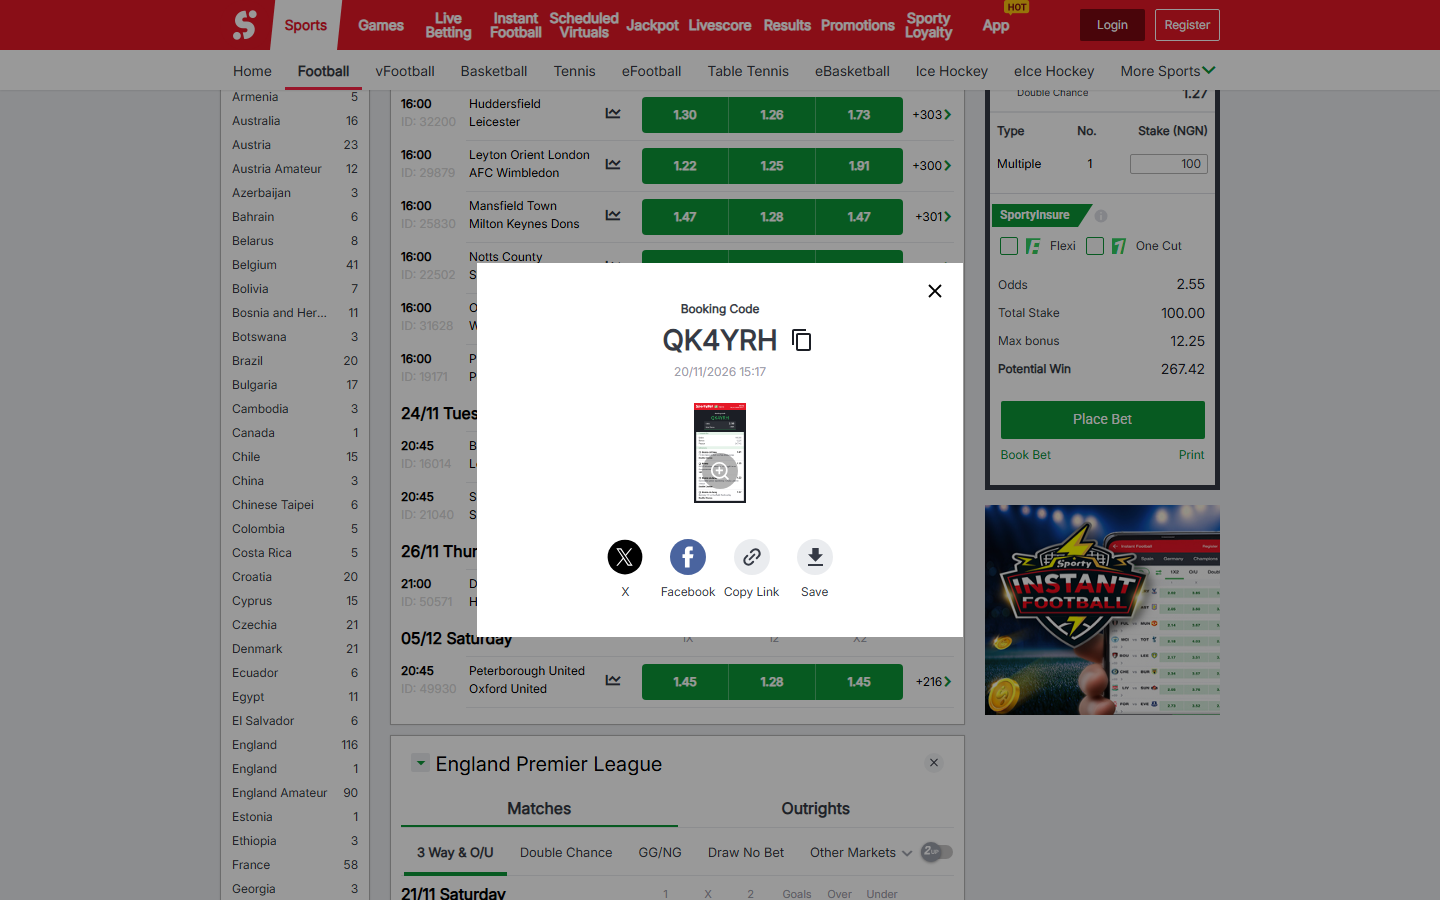 Sports
Games
Live Betting
Instant Football
Scheduled Virtuals
Jackpot
Livescore
Results
Promotions
Sporty Loyalty
App
HOT
Login
Register
Home
Football
vFootball
Basketball
Tennis
eFootball
Table Tennis
eBasketball
Ice Hockey
eIce Hockey
More Sports
Armenia 5
Australia 16
Austria 23
Austria Amateur 12
Azerbaijan 3
Bahrain 6
Belarus 8
Belgium 41
Bolivia 7
Bosnia and Her... 11
Botswana 3
Brazil 20
Bulgaria 17
Cambodia 3
Canada 1
Chile 15
China 3
Chinese Taipei 6
Colombia 5
Costa Rica 5
Croatia 20
Cyprus 15
Czechia 21
Denmark 21
Ecuador 6
Egypt 11
El Salvador 6
England 116
England 1
England Amateur 90
Estonia 1
Ethiopia 3
France 58
Georgia 3
16:00 Huddersfield
ID: 32200 Leicester
1.30 1.26 1.73 +303
16:00 Leyton Orient London
ID: 29879 AFC Wimbledon
1.22 1.25 1.91 +300
16:00 Mansfield Town
ID: 25830 Milton Keynes Dons
1.47 1.28 1.47 +301
16:00 Notts County
ID: 22502 S
16:00
ID: 31628 W
16:00 P
ID: 19171 P
24/11 Tues
20:45 B
ID: 16014 L
20:45 S
ID: 21040 S
26/11 Thur
21:00 D
ID: 50571 H
05/12 Saturday 1X 12 X2
20:45 Peterborough United
ID: 49930 Oxford United
1.45 1.28 1.45 +216
England Premier League
Matches
Outrights
3 Way & O/U
Double Chance
GG/NG
Draw No Bet
Other Markets
2UP
21/11 Saturday 1 X 2 Goals Over Under
Booking Code
QK4YRH
20/11/2026 15:17
X
Facebook
Copy Link
Save
Double Chance 1.27
Type No. Stake (NGN)
Multiple 1 100
SportyInsure
Flexi
One Cut
Odds 2.55
Total Stake 100.00
Max bonus 12.25
Potential Win 267.42
Place Bet
Book Bet
Print
Sporty
INSTANT
FOOTBALL